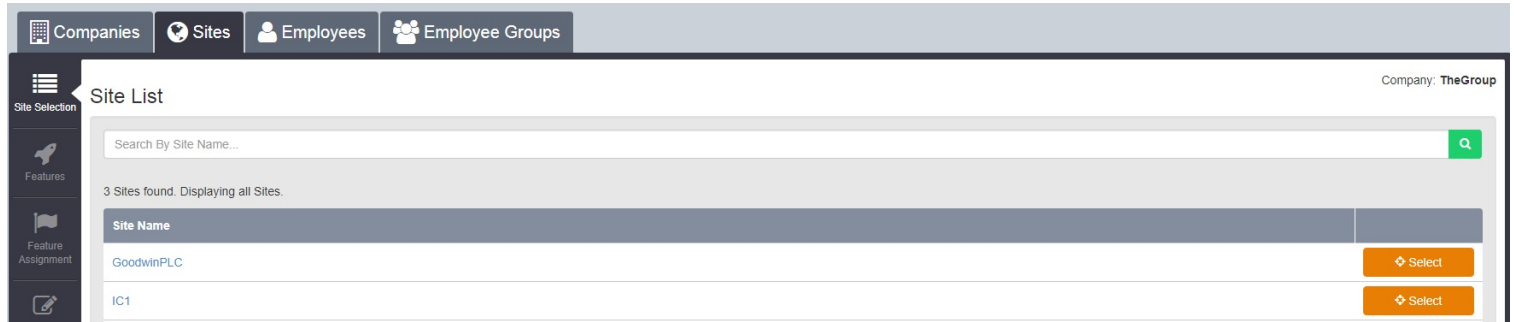 Companies Sites Employees Employee Groups
Company: TheGroup
Site Selection
Site List
Search By Site Name...
Features
3 Sites found. Displaying all Sites.
Site Name
Feature
Assignment
GoodwinPLC Select
IC1 Select